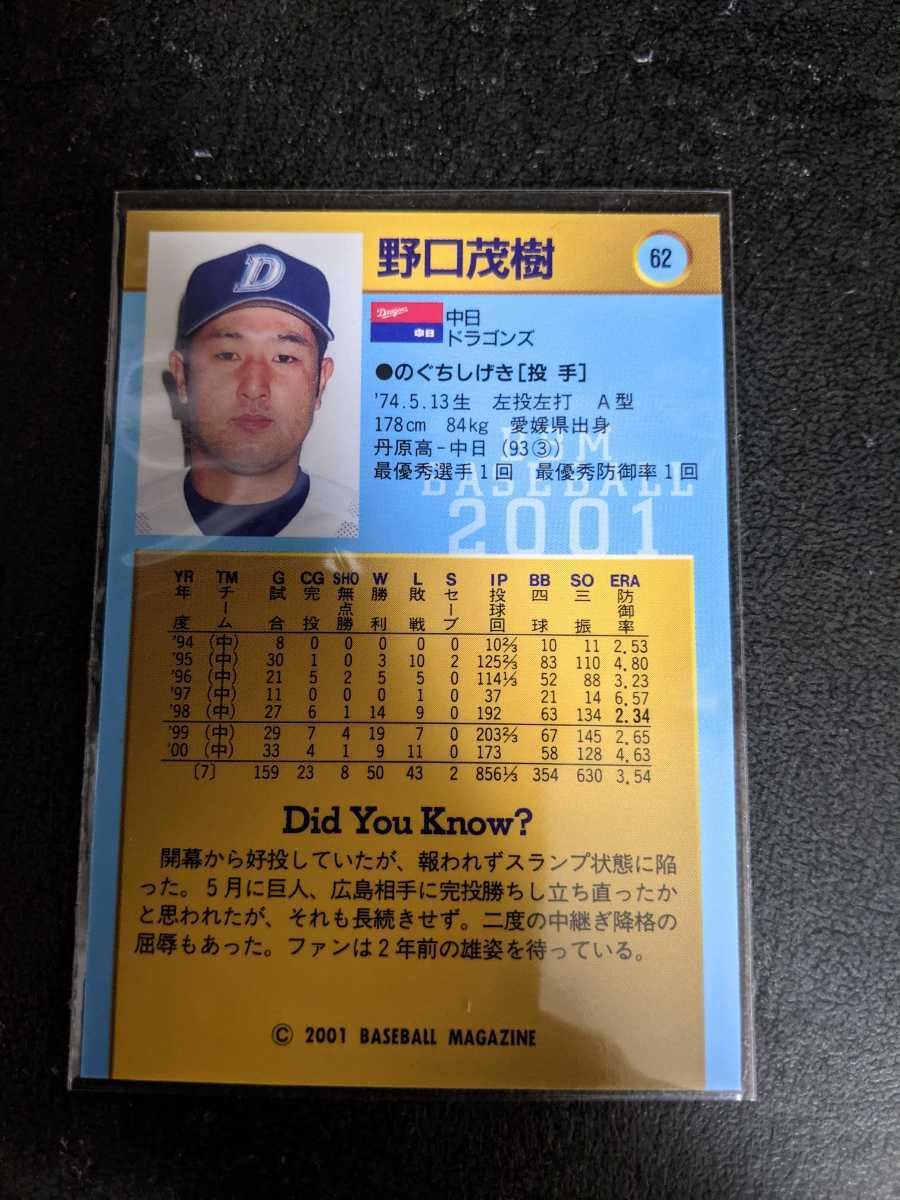 D
野口茂樹
62
Dragons
中日
中日
ドラゴンズ
●のぐちしげき[投 手]
'74.5.13生 左投左打 A型
178cm 84kg 愛媛県出身
丹原高-中日(93③)
最優秀選手1回 最優秀防御率1回
BBM
BASEBALL
2001
YR TM G CG SHO W L S IP BB SO ERA
年度 チーム 試合 完投 無点勝 勝利 敗戦 セーブ 投球回 四球 三振 防御率
'94 (中) 8 0 0 0 0 0 10⅔ 10 11 2.53
'95 (中) 30 1 0 3 10 2 125⅔ 83 110 4.80
'96 (中) 21 5 2 5 5 0 114⅓ 52 88 3.23
'97 (中) 11 0 0 0 1 0 37 21 14 6.57
'98 (中) 27 6 1 14 9 0 192 63 134 2.34
'99 (中) 29 7 4 19 7 0 203⅔ 67 145 2.65
'00 (中) 33 4 1 9 11 0 173 58 128 4.63
〔7〕 159 23 8 50 43 2 856⅓ 354 630 3.54
Did You Know?
開幕から好投していたが、報われずスランプ状態に陥
った。5月に巨人、広島相手に完投勝ちし立ち直ったか
と思われたが、それも長続きせず。二度の中継ぎ降格の
屈辱もあった。ファンは2年前の雄姿を待っている。
© 2001 BASEBALL MAGAZINE